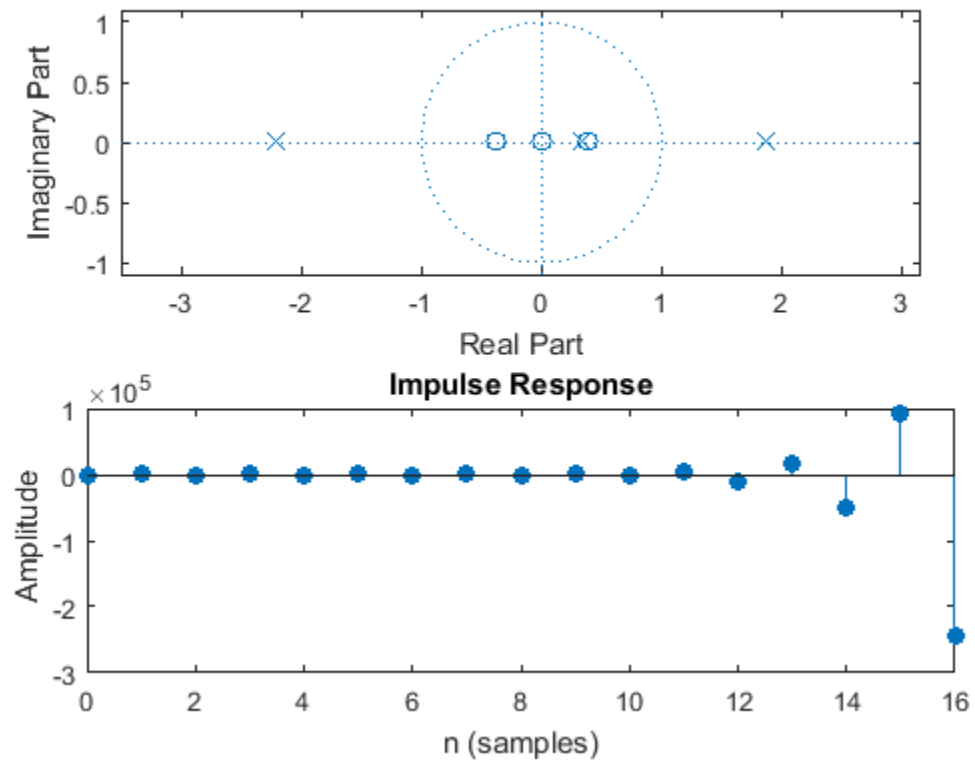 1
0.5
0
-0.5
-1
Imaginary Part
-3 -2 -1 0 1 2 3
Real Part
× 10^5
Impulse Response
1
0
-1
-2
-3
Amplitude
0 2 4 6 8 10 12 14 16
n (samples)